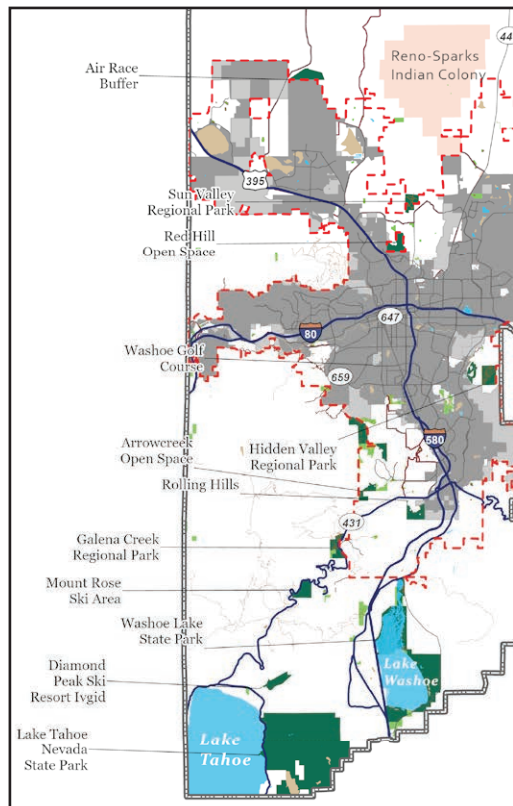 44
Reno-Sparks
Indian Colony
Air Race
Buffer
395
Sun Valley
Regional Park
Red Hill
Open Space
647
80
Washoe Golf
Course
659
580
Arrowcreek
Open Space
Hidden Valley
Regional Park
Rolling Hills
431
Galena Creek
Regional Park
Mount Rose
Ski Area
Washoe Lake
State Park
Diamond
Peak Ski
Resort Ivgid
Lake
Washoe
Lake Tahoe
Nevada
State Park
Lake
Tahoe